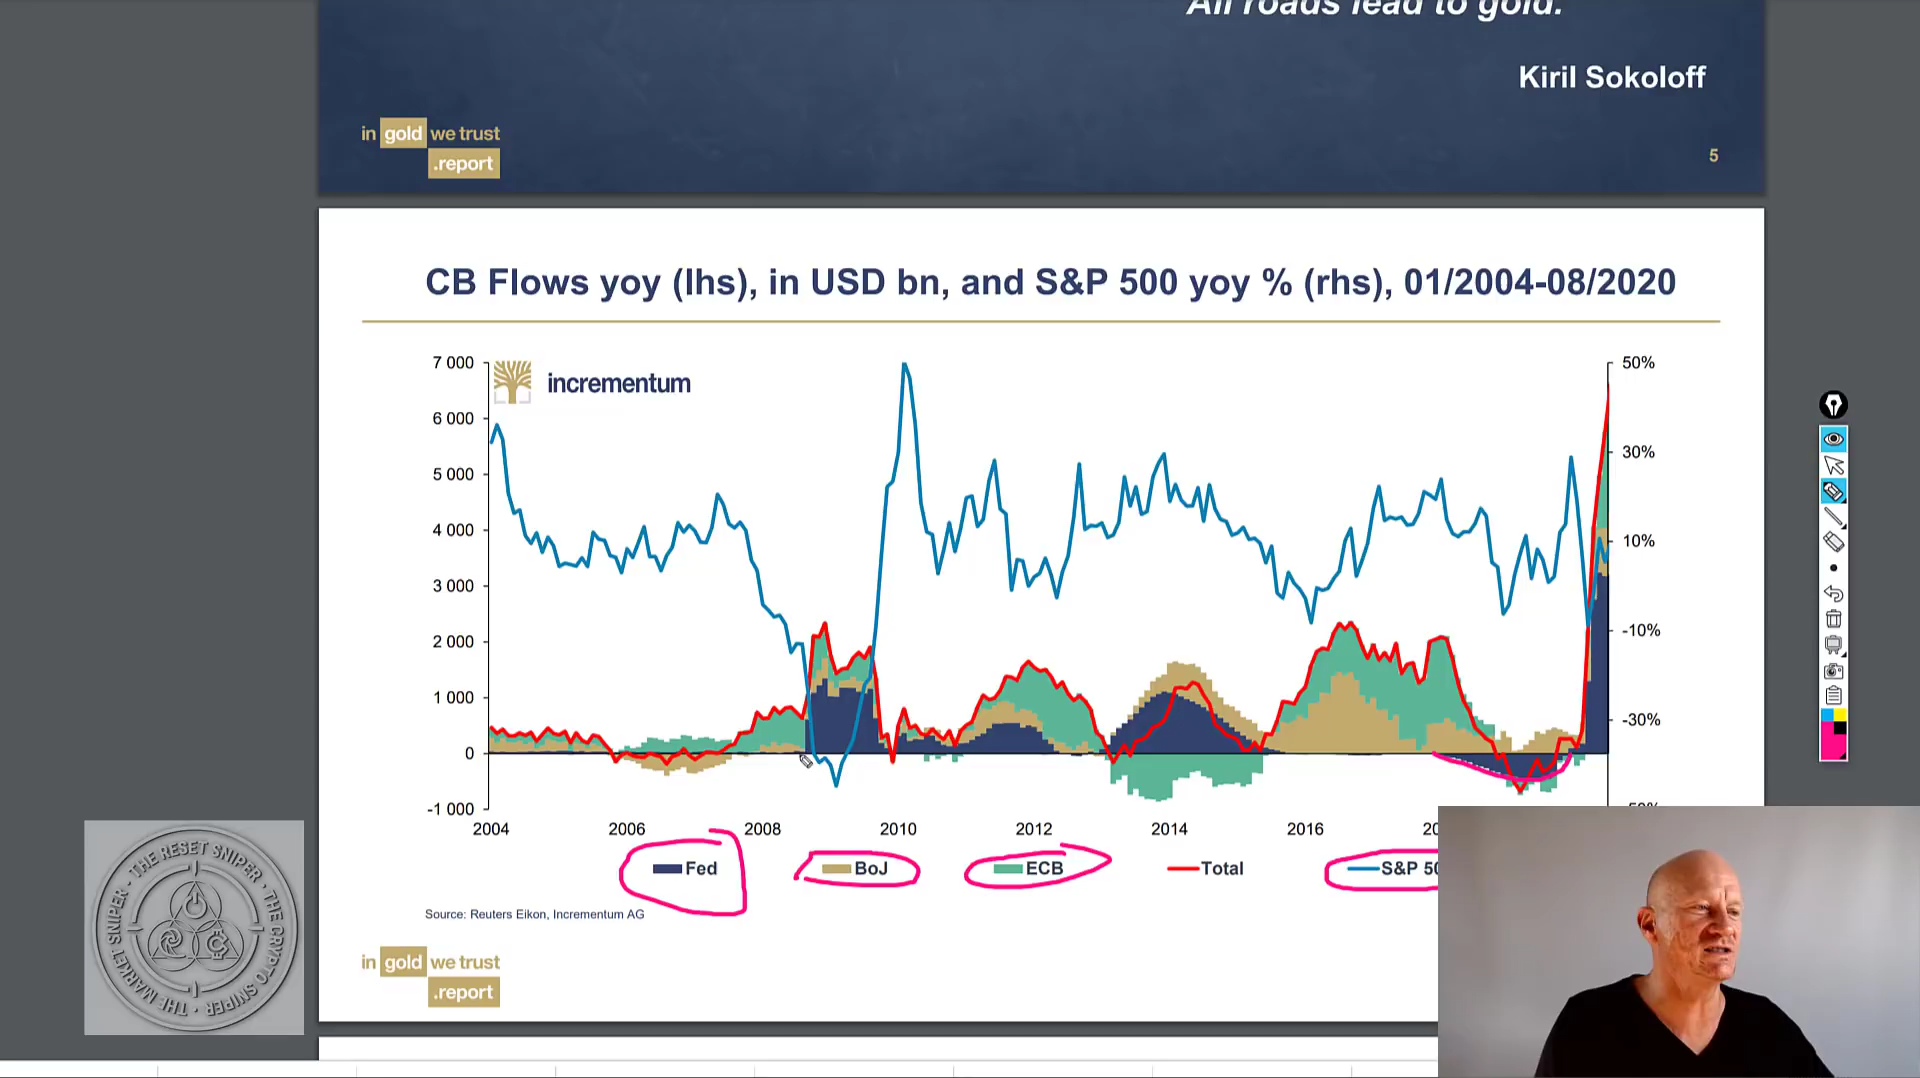 All roads lead to gold.
Kiril Sokoloff
in gold we trust
.report
5
CB Flows yoy (lhs), in USD bn, and S&P 500 yoy % (rhs), 01/2004-08/2020
incrementum
7 000
6 000
5 000
4 000
3 000
2 000
1 000
0
-1 000
50%
30%
10%
-10%
-30%
2004
2006
2008
2010
2012
2014
2016
20
Fed
BoJ
ECB
Total
S&P 50
Source: Reuters Eikon, Incrementum AG
in gold we trust
.report
THE RESET SNIPER · THE CRYPTO SNIPER · THE MARKET SNIPER ·